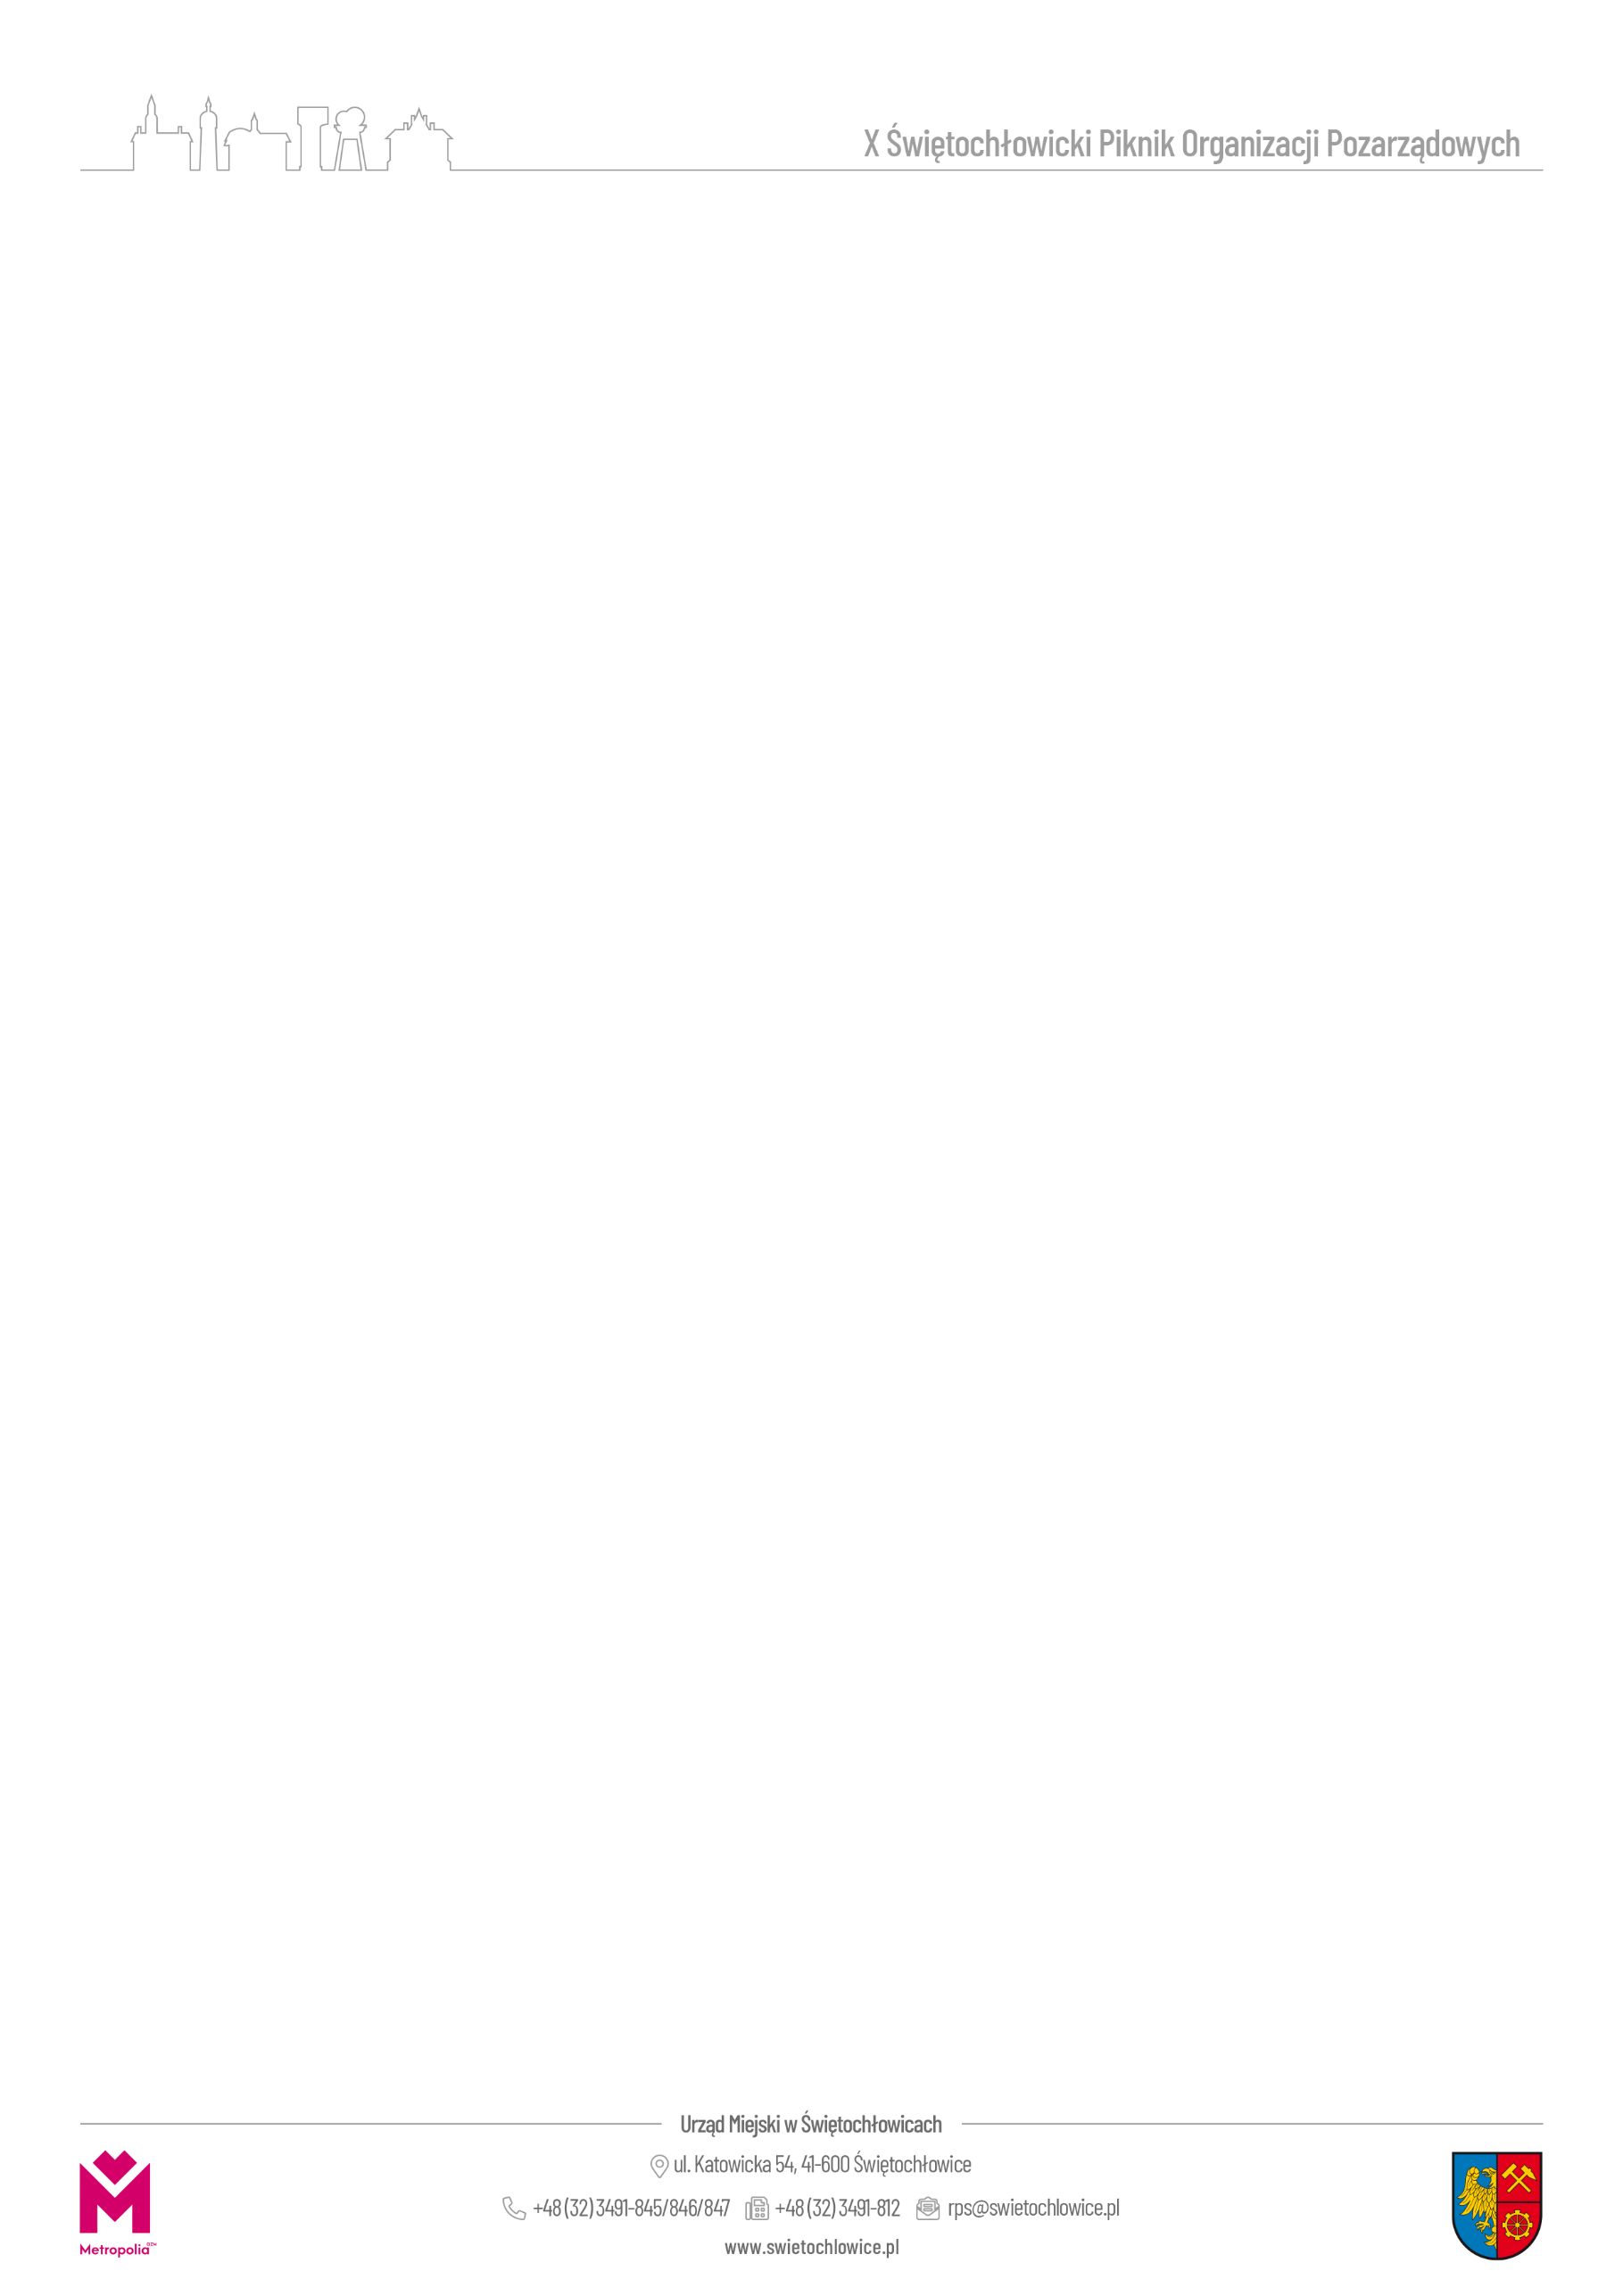 X Świętochłowicki Piknik Organizacji Pozarządowych
Urząd Miejski w Świętochłowicach
ul. Katowicka 54, 41-600 Świętochłowice
+48 (32) 3491-845/846/847 +48 (32) 3491-812 rps@swietochlowice.pl
www.swietochlowice.pl
Metropolia GZM